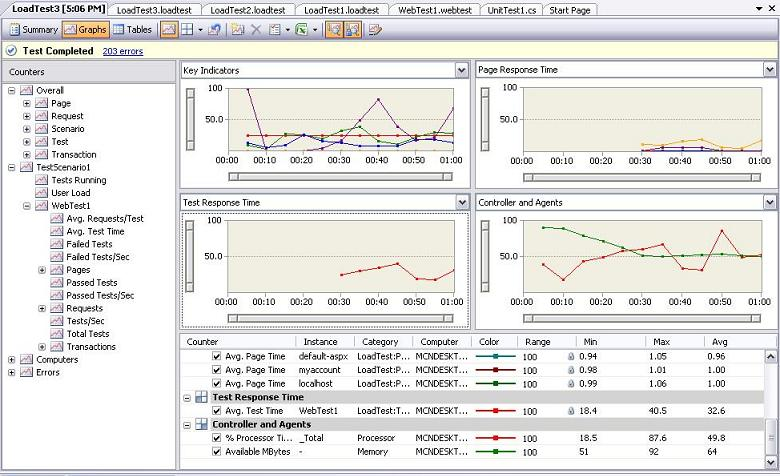 LoadTest3 [5:06 PM] LoadTest3.loadtest LoadTest2.loadtest LoadTest1.loadtest WebTest1.webtest UnitTest1.cs Start Page
Summary Graphs Tables
Test Completed 203 errors
Counters
Overall
Page
Request
Scenario
Test
Transaction
TestScenario1
Tests Running
User Load
WebTest1
Avg. Requests/Test
Avg. Test Time
Failed Tests
Failed Tests/Sec
Pages
Passed Tests
Passed Tests/Sec
Requests
Tests/Sec
Total Tests
Transactions
Computers
Errors
Key Indicators
100
50.0
00:00 00:10 00:20 00:30 00:40 00:50 01:00
Page Response Time
100
50.0
00:00 00:10 00:20 00:30 00:40 00:50 01:00
Test Response Time
100
50.0
00:00 00:10 00:20 00:30 00:40 00:50 01:00
Controller and Agents
100
50.0
00:00 00:10 00:20 00:30 00:40 00:50 01:00
Counter Instance Category Computer Color Range Min Max Avg
Avg. Page Time default-aspx LoadTest:P... MCNDESKT... 100 0.94 1.05 0.96
Avg. Page Time myaccount LoadTest:P... MCNDESKT... 100 0.98 1.01 1.00
Avg. Page Time localhost LoadTest:P... MCNDESKT... 100 0.99 1.06 1.00
Test Response Time
Avg. Test Time WebTest1 LoadTest:T... MCNDESKT... 100 18.4 40.5 32.6
Controller and Agents
% Processor Ti... _Total Processor MCNDESKT... 100 18.5 87.6 49.8
Available MBytes - Memory MCNDESKT... 100 51 92 64